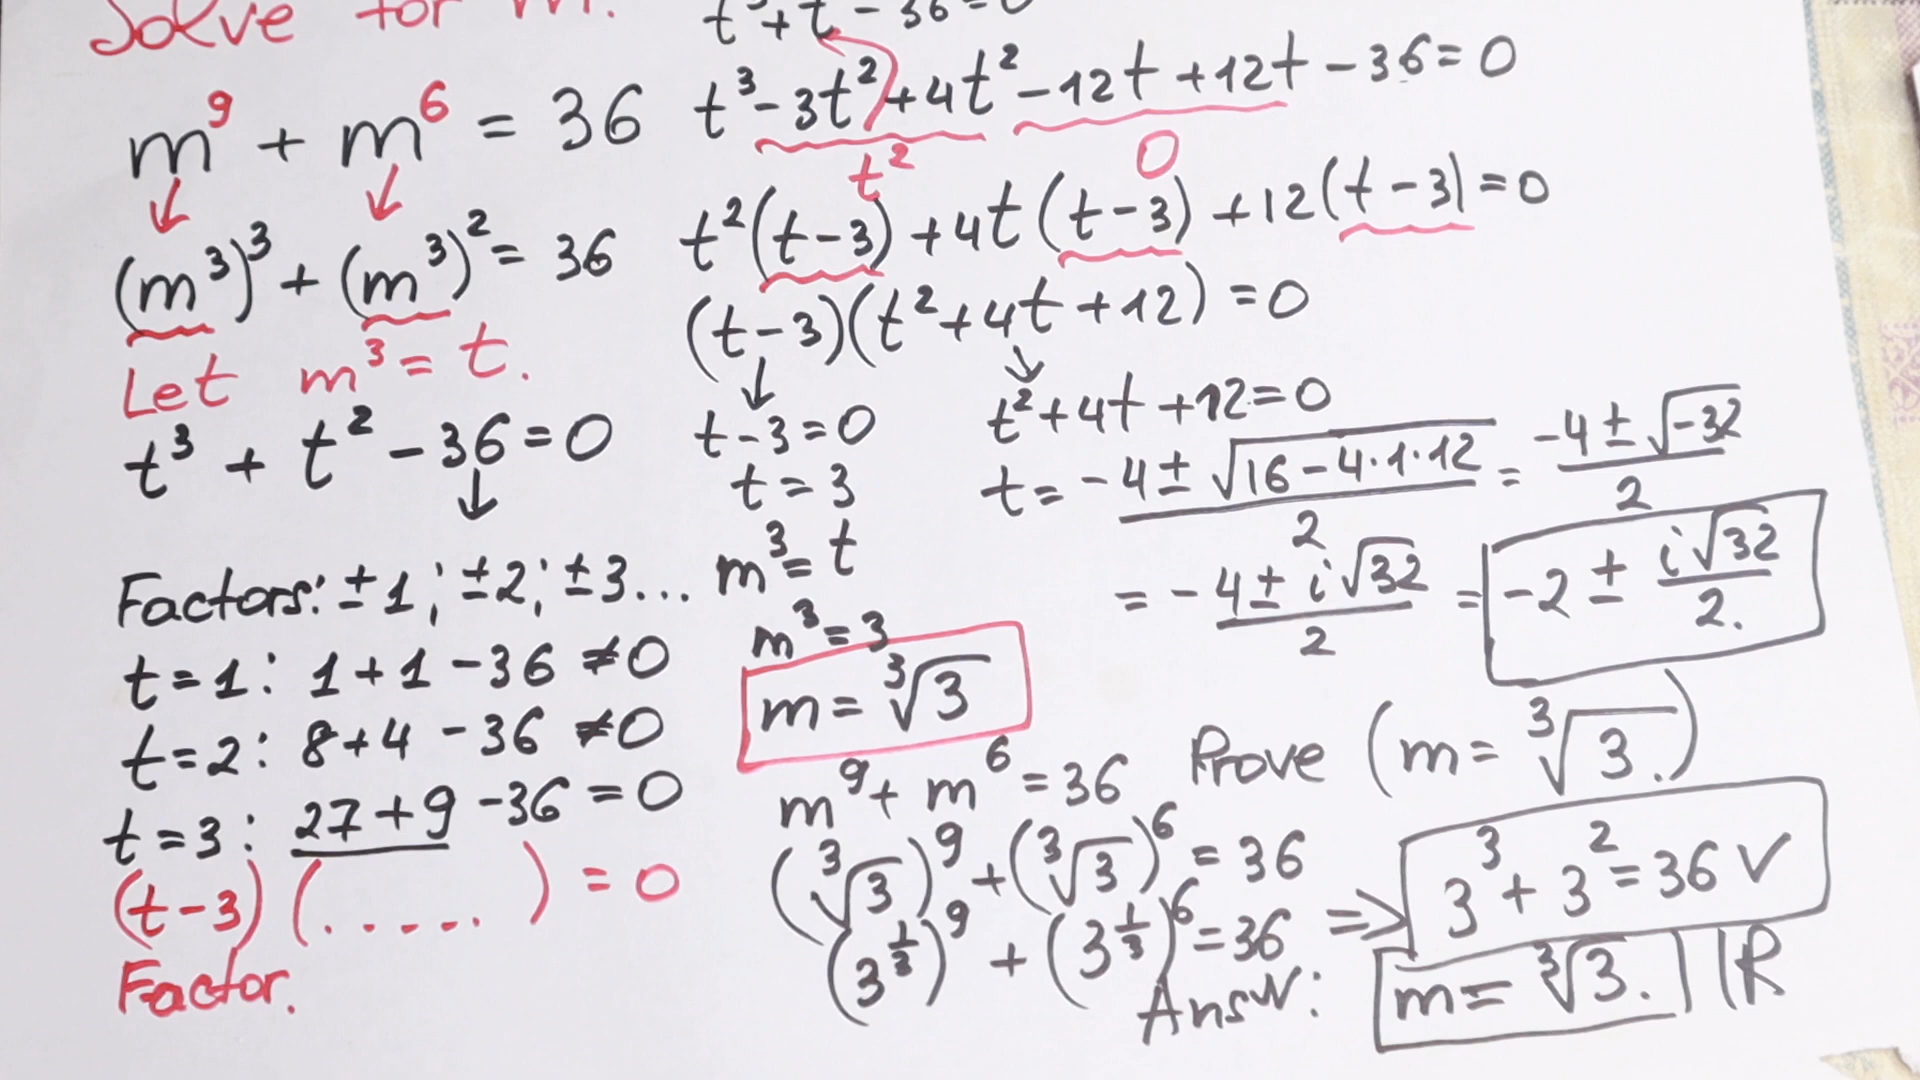 Solve for m.
m⁹ + m⁶ = 36
(m³)³ + (m³)² = 36
Let m³ = t.
t³ + t² - 36 = 0
Factors: ±1; ±2; ±3...
t = 1: 1 + 1 - 36 ≠ 0
t = 2: 8 + 4 - 36 ≠ 0
t = 3: 27 + 9 - 36 = 0
(t - 3) (.....) = 0
Factor.
t³ + t - 36 = 0
t³ - 3t² + 4t² - 12t + 12t - 36 = 0
t² 0
t²(t - 3) + 4t(t - 3) + 12(t - 3) = 0
(t - 3)(t² + 4t + 12) = 0
t - 3 = 0
t = 3
m³ = t
m³ = 3
m = ∛3
t² + 4t + 12 = 0
t = -4 ± √16 - 4·1·12 / 2 = -4 ± √-32 / 2
= -4 ± i√32 / 2 = -2 ± i√32 / 2.
Prove (m = ∛3.)
m⁹ + m⁶ = 36
(∛3)⁹ + (∛3)⁶ = 36
(3^1/3)⁹ + (3^1/3)⁶ = 36 ⇒ 3³ + 3² = 36 ✓
Answ: m = ∛3. | R